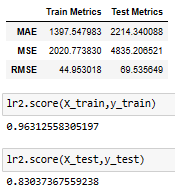 Train Metrics Test Metrics
MAE 1397.547983 2214.340088
MSE 2020.773830 4835.206521
RMSE 44.953018 69.535649
lr2.score(X_train,y_train)
0.96312558305197
lr2.score(X_test,y_test)
0.83037367559238